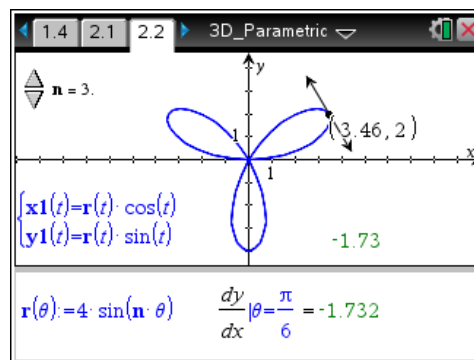 1.4 2.1 2.2 3D_Parametric
y
n = 3.
(3.46, 2)
1
x
1
x1(t)=r(t)· cos(t)
y1(t)=r(t)· sin(t)
-1.73
r(θ):=4· sin(n· θ) dy/dx|θ=π/6 =-1.732